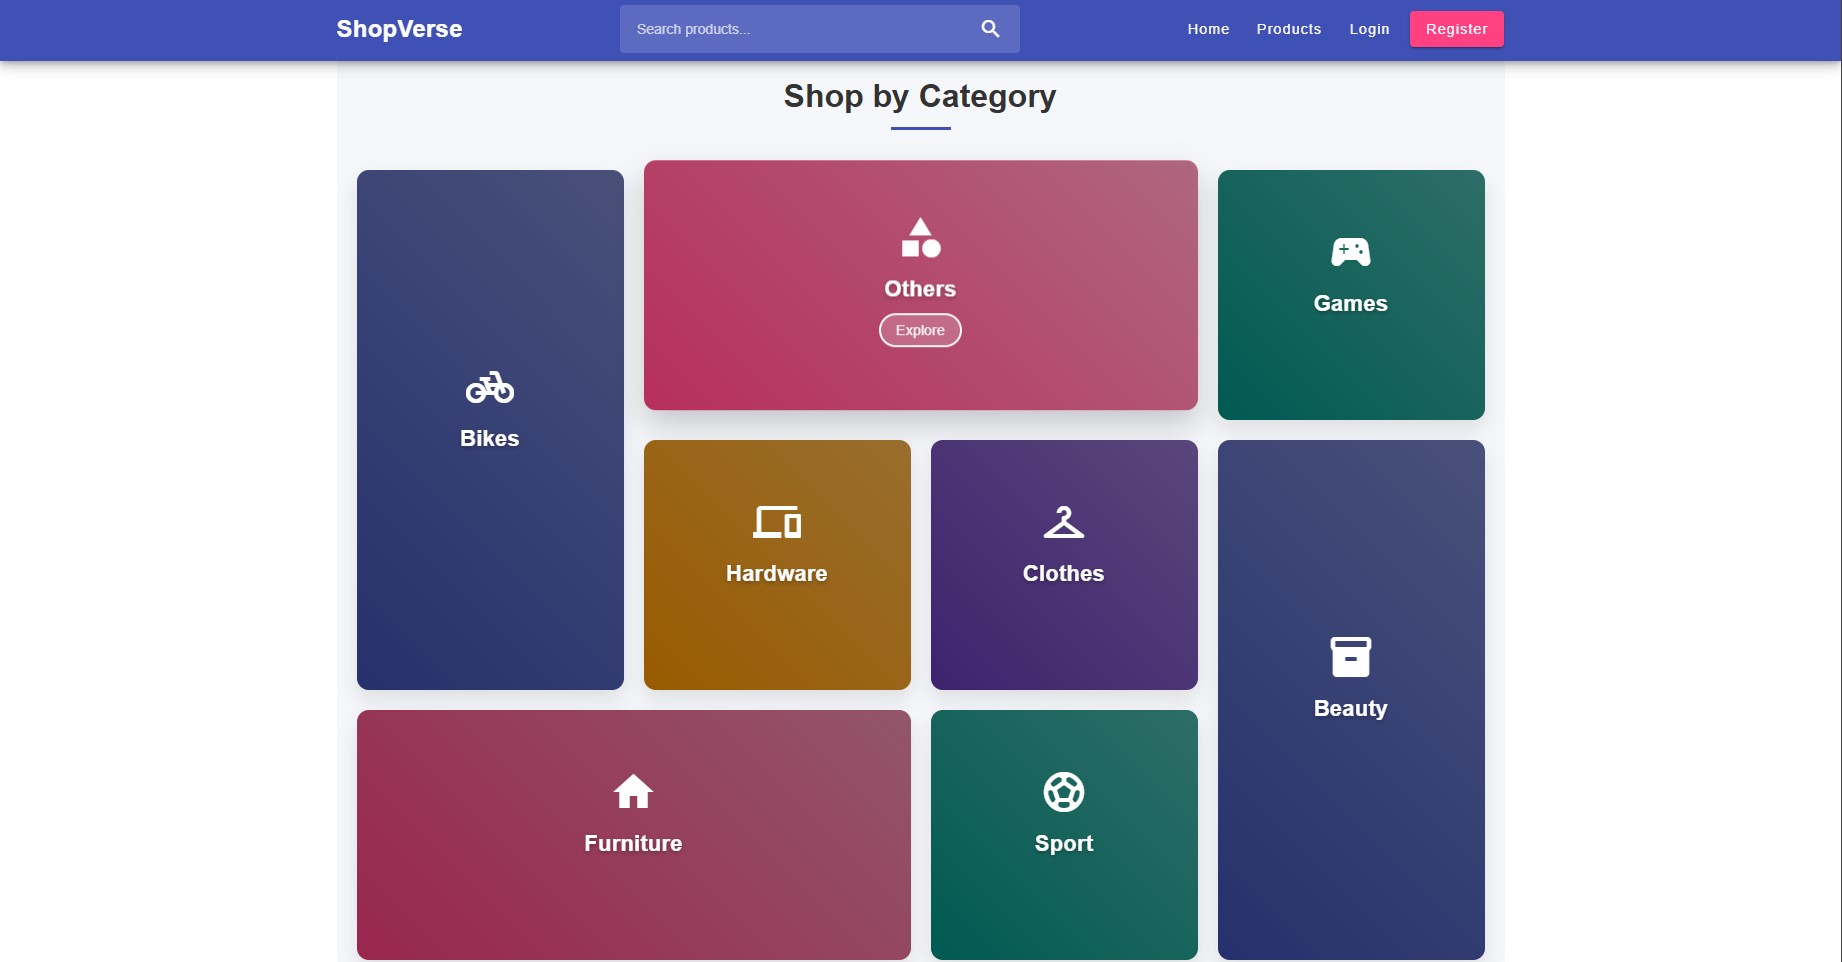 ShopVerse
Search products...
Home
Products
Login
Register
Shop by Category
Bikes
Others
Explore
Games
Hardware
Clothes
Beauty
Furniture
Sport